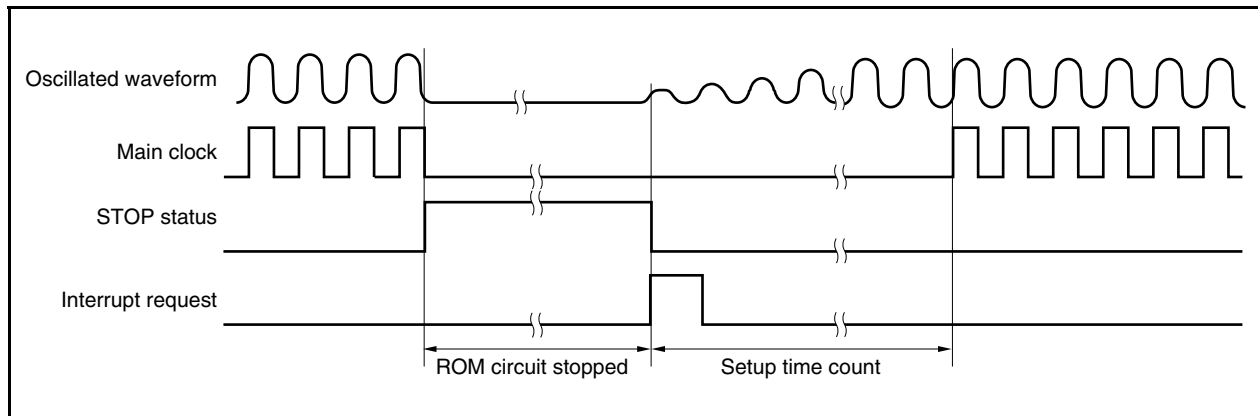 Oscillated waveform
Main clock
STOP status
Interrupt request
ROM circuit stopped
Setup time count